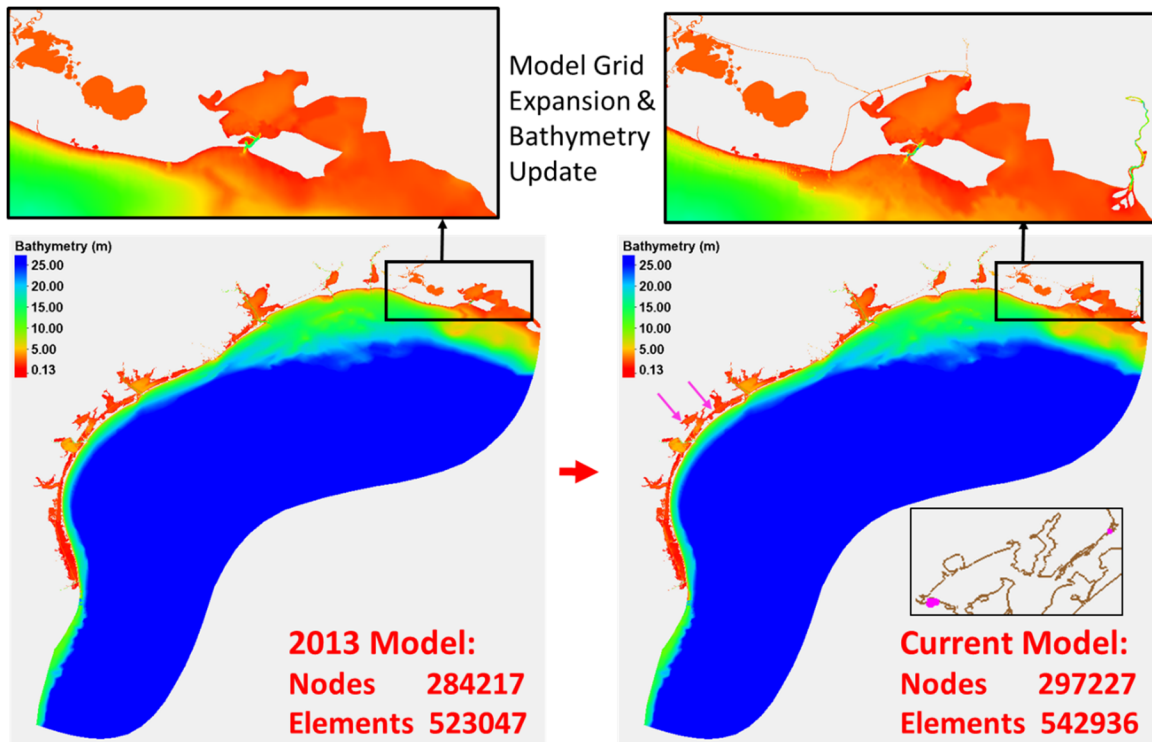 Model Grid
Expansion &
Bathymetry
Update
Bathymetry (m)
25.00
20.00
15.00
10.00
5.00
0.13
2013 Model:
Nodes 284217
Elements 523047
Bathymetry (m)
25.00
20.00
15.00
10.00
5.00
0.13
Current Model:
Nodes 297227
Elements 542936